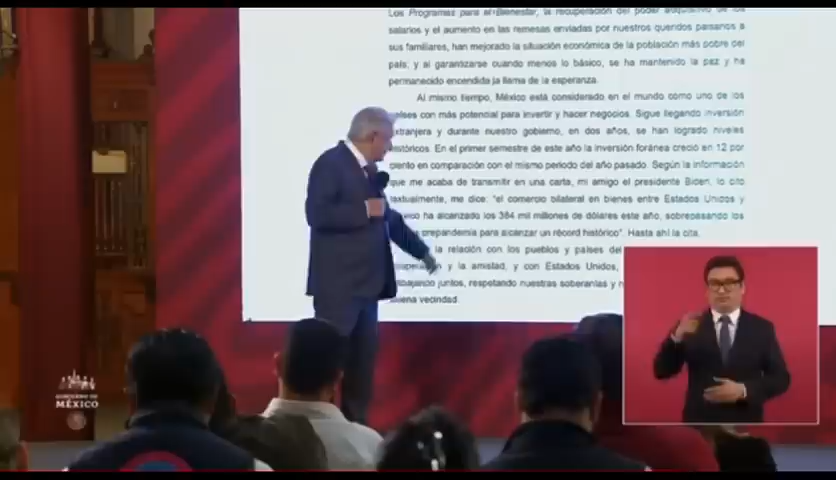 Los Programas para el Bienestar, la recuperación del poder adquisitivo de los
salarios y el aumento en las remesas enviadas por nuestros queridos paisanos a
sus familiares, han mejorado la situación económica de la población más pobre del
país; y al garantizarse cuando menos lo básico, se ha mantenido la paz y ha
permanecido encendida la llama de la esperanza.
Al mismo tiempo, México está considerado en el mundo como uno de los
países con más potencial para invertir y hacer negocios. Sigue llegando inversión
extranjera y durante nuestro gobierno, en dos años, se han logrado niveles
históricos. En el primer semestre de este año la inversión foránea creció en 12 por
ciento en comparación con el mismo periodo del año pasado. Según la información
que me acaba de transmitir en una carta, mi amigo el presidente Biden, lo cito
textualmente, me dice: "el comercio bilateral en bienes entre Estados Unidos y
México ha alcanzado los 384 mil millones de dólares este año, sobrepasando los
prepandemia para alcanzar un récord histórico". Hasta ahí la cita.
la relación con los pueblos y países del
y la amistad, y con Estados Unidos,
trabajando juntos, respetando nuestras soberanías y
buena vecindad.
GOBIERNO DE
MÉXICO